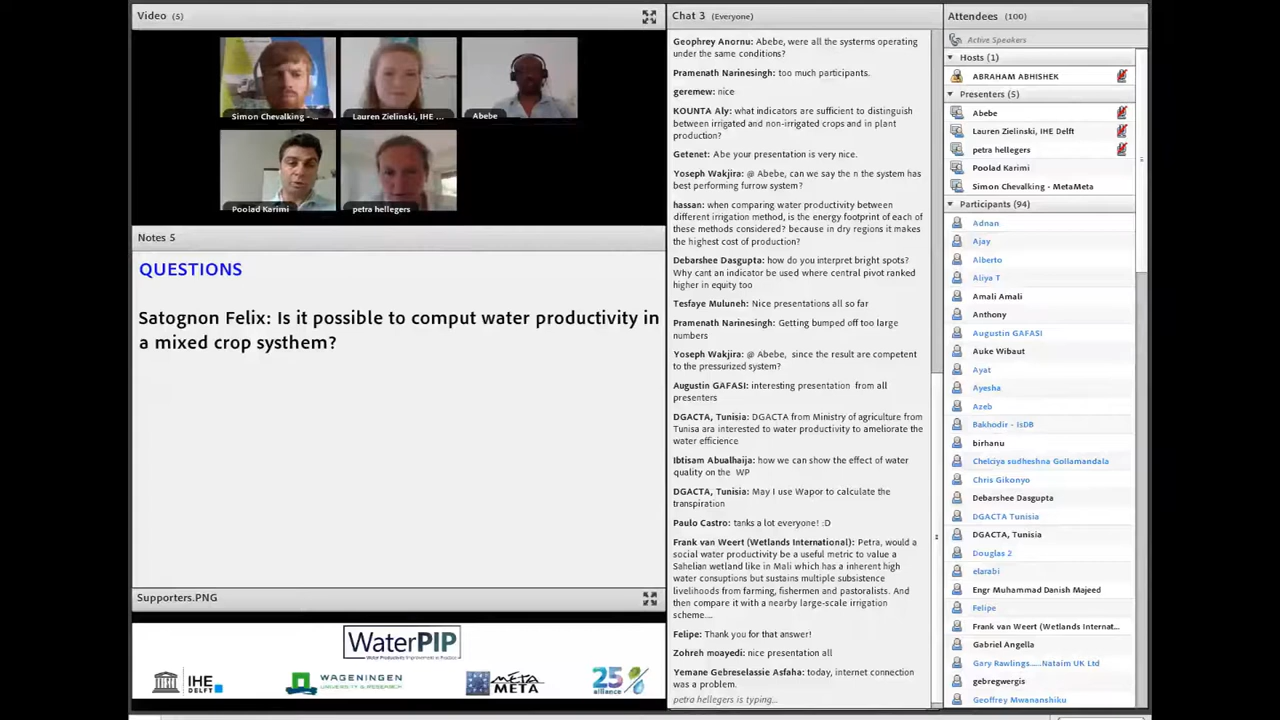 Video (5)
Simon Chevalking - ...
Lauren Zielinski, IHE ...
Abebe
Poolad Karimi
petra hellegers
Notes 5
QUESTIONS
Satognon Felix: Is it possible to comput water productivity in
a mixed crop systhem?
Supporters.PNG
WaterPIP
Water Productivity Improvement in Practice
IHE
DELFT
WAGENINGEN
UNIVERSITY & RESEARCH
META
META
25
alliance
Chat 3 (Everyone)
Geophrey Anornu: Abebe, were all the systerms operating
under the same conditions?
Pramenath Narinesingh: too much participans.
geremew: nice
KOUNTA Aly: what indicators are sufficient to distinguish
between irrigated and non-irrigated crops and in plant
production?
Getenet: Abe your presentation is very nice.
Yoseph Wakjira: @ Abebe, can we say the n the system has
best performing furrow system?
hassan: when comparing water productivity between
different irrigation method, is the energy footprint of each of
these methods considered? because in dry regions it makes
the highest cost of production?
Debarshee Dasgupta: how do you interpret bright spots?
Why cant an indicator be used where central pivot ranked
higher in equity too
Tesfaye Muluneh: Nice presentations all so far
Pramenath Narinesingh: Getting bumped off too large
numbers
Yoseph Wakjira: @ Abebe, since the result are competent
to the pressurized system?
Augustin GAFASI: interesting presentation from all
presenters
DGACTA, Tunisia: DGACTA from Ministry of agriculture from
Tunisa ara interested to water productivity to ameliorate the
water efficience
Ibtisam Abualhaija: how we can show the effect of water
quality on the WP
DGACTA, Tunisia: May I use Wapor to calculate the
transpiration
Paulo Castro: tanks a lot everyone! :D
Frank van Weert (Wetlands International): Petra, would a
social water productivity be a useful metric to value a
Sahelian wetland like in Mali which has a inherent high
water consuptions but sustains multiple subsistence
livelihoods from farming, fishermen and pastoralists. And
then compare it with a nearby large-scale irrigation
scheme....
Felipe: Thank you for that answer!
Zohreh moayedi: nice presentation all
Yemane Gebreselassie Asfaha: today, internet connection
was a problem.
petra hellegers is typing...
Attendees (100)
Active Speakers
Hosts (1)
ABRAHAM ABHISHEK
Presenters (5)
Abebe
Lauren Zielinski, IHE Delft
petra hellegers
Poolad Karimi
Simon Chevalking - MetaMeta
Participants (94)
Adnan
Ajay
Alberto
Aliya T
Amali Amali
Anthony
Augustin GAFASI
Auke Wibaut
Ayat
Ayesha
Azeb
Bakhodir - IsDB
birhanu
Chelciya sudheshna Gollamandala
Chris Gikonyo
Debarshee Dasgupta
DGACTA Tunisia
DGACTA, Tunisia
Douglas 2
elarabi
Engr Muhammad Danish Majeed
Felipe
Frank van Weert (Wetlands Internat...
Gabriel Angella
Gary Rawlings......Nataim UK Ltd
gebregwergis
Geoffrey Mwananshiku